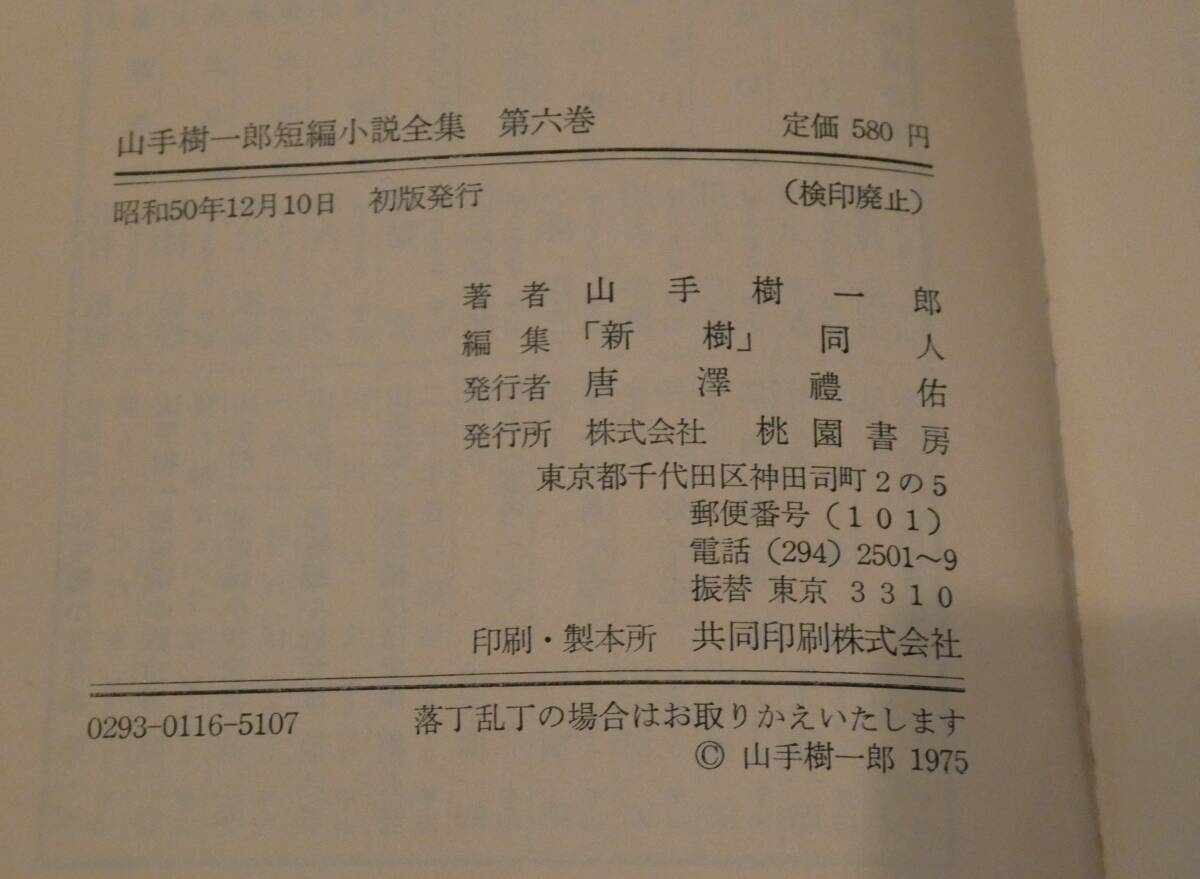 山手樹一郎短編小説全集 第六巻 定価 580 円
昭和50年12月10日 初版発行 (検印廃止)
著者 山手樹一郎
編集 「新樹」同人
発行者 唐澤禮佑
発行所 株式会社 桃園書房
東京都千代田区神田司町2の5
郵便番号(101)
電話(294)2501〜9
振替 東京 3310
印刷・製本所 共同印刷株式会社
0293-0116-5107 落丁乱丁の場合はお取りかえいたします
© 山手樹一郎 1975